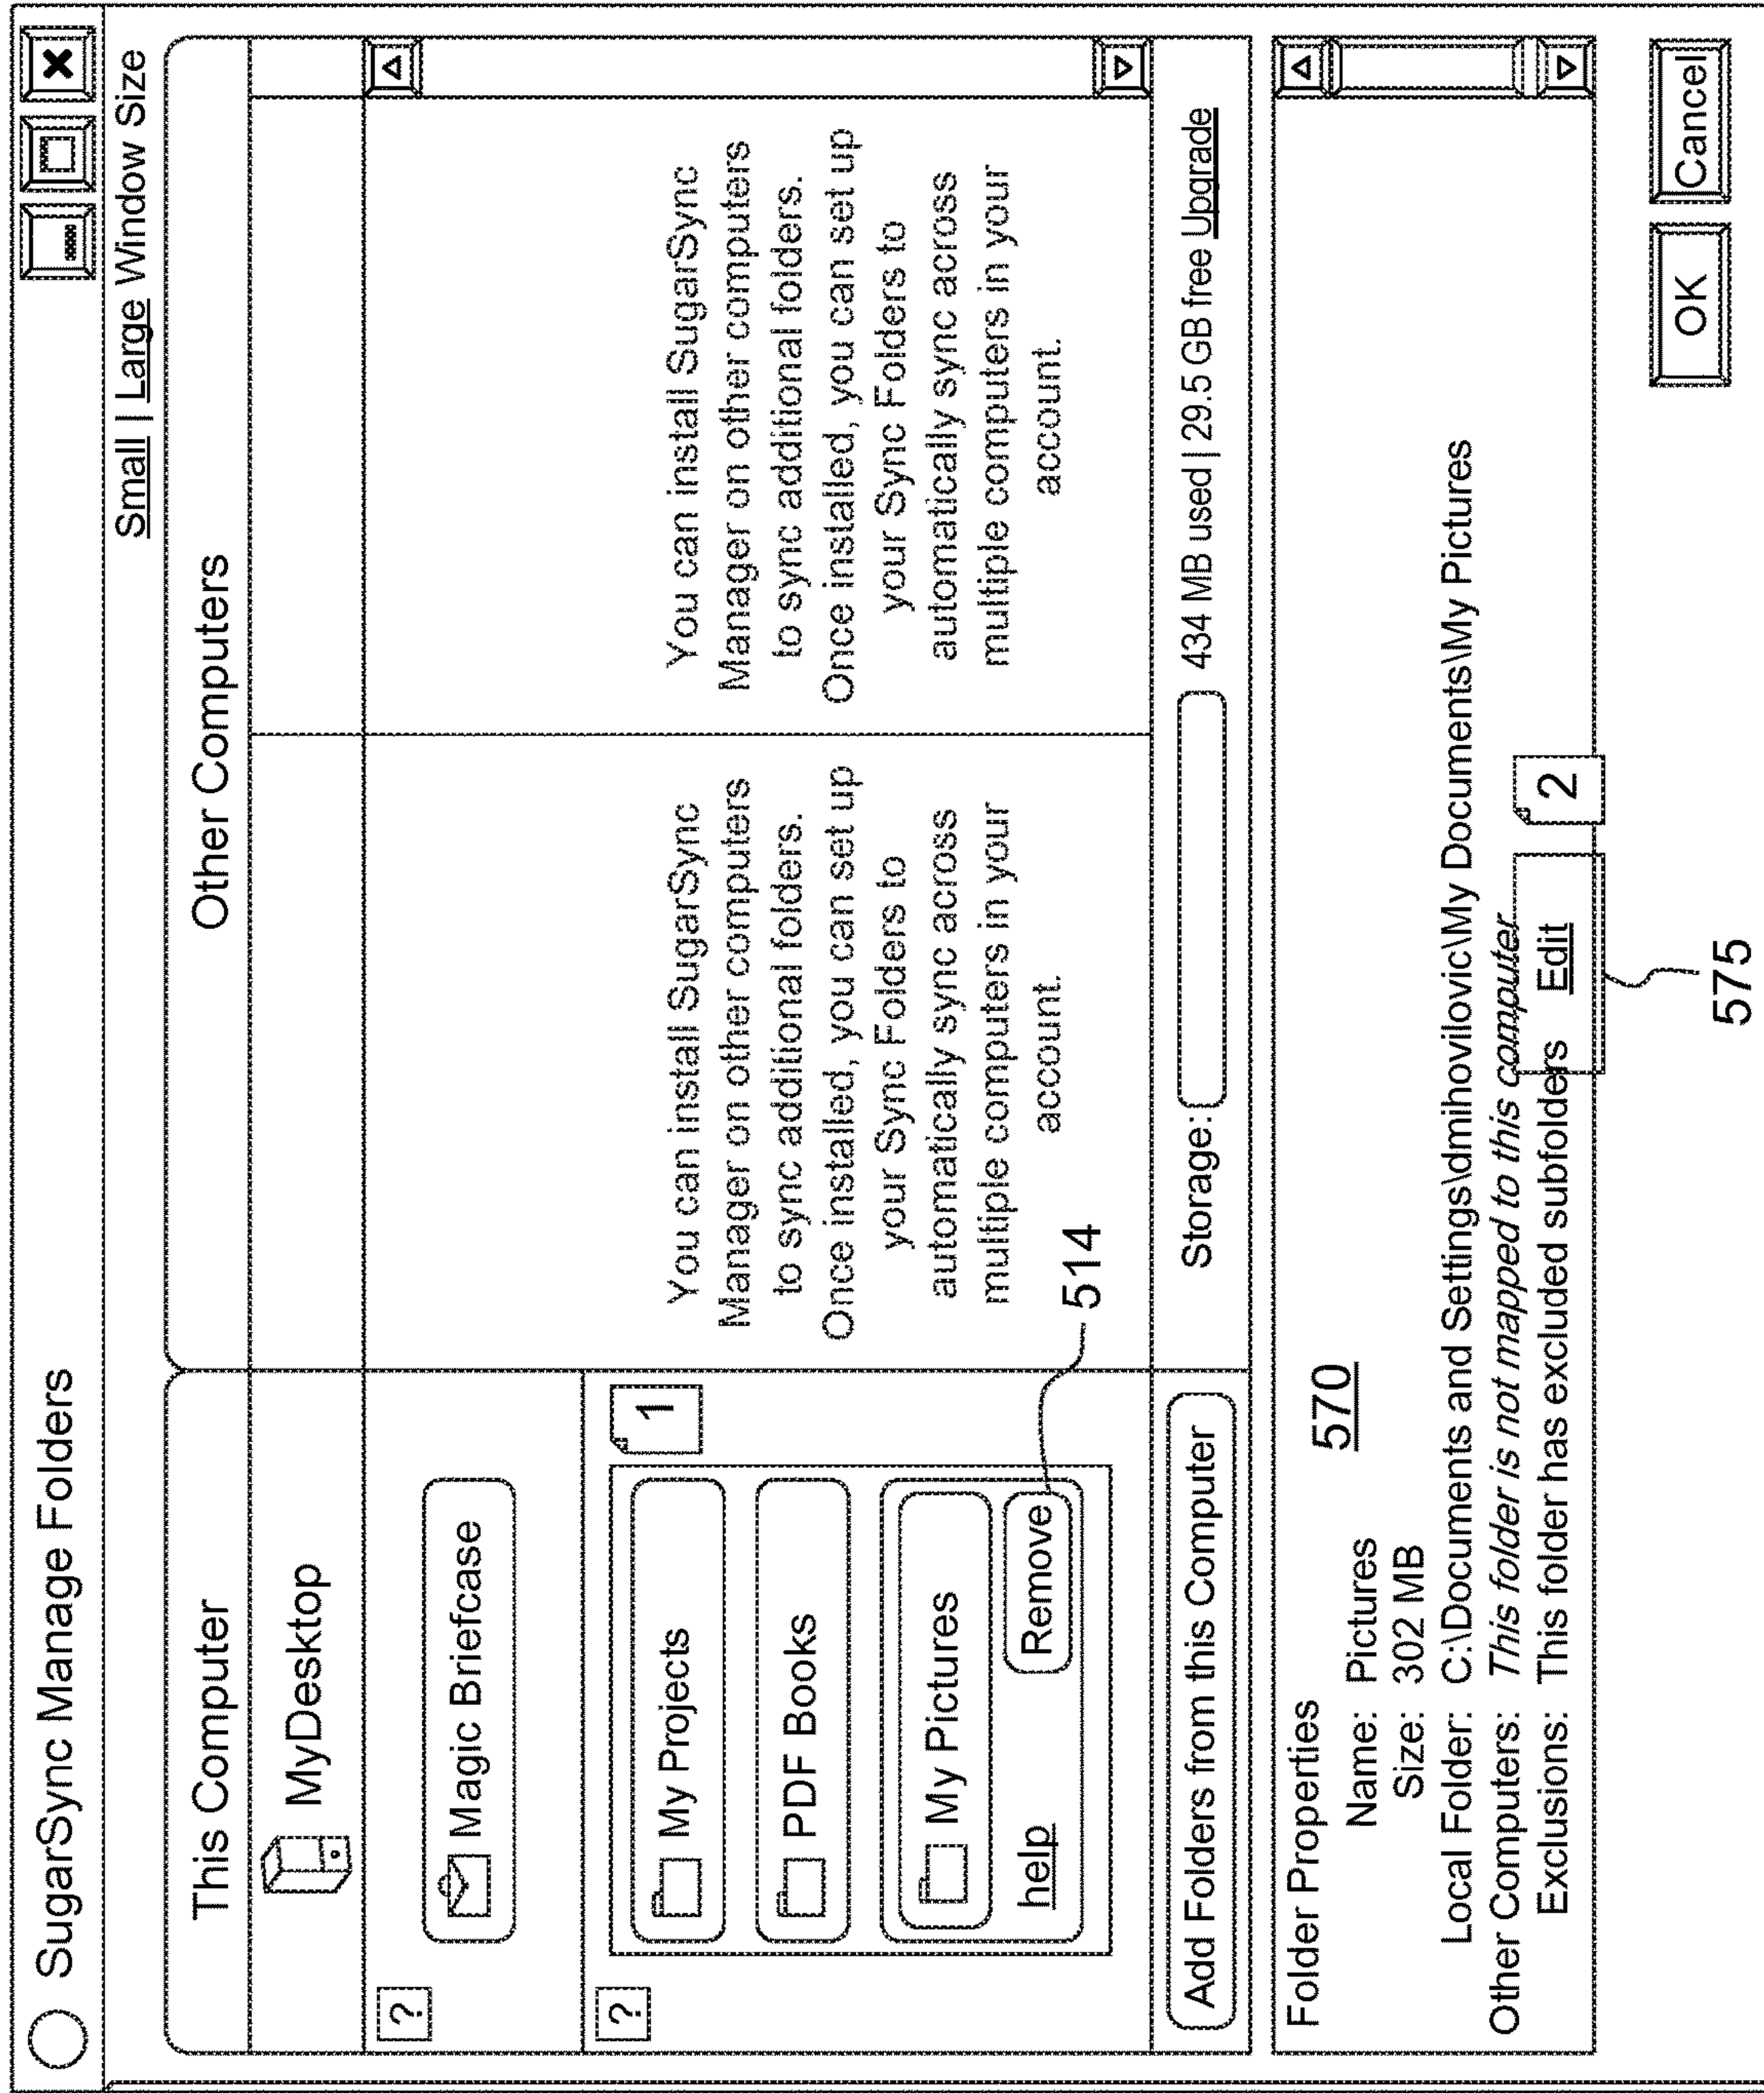 SugarSync Manage Folders
Small | Large Window Size
This Computer
Other Computers
MyDesktop
?
Magic Briefcase
?
1
My Projects
PDF Books
My Pictures
help
Remove
514
You can install SugarSync
Manager on other computers
to sync additional folders.
Once installed, you can set up
your Sync Folders to
automatically sync across
multiple computers in your
account.
You can install SugarSync
Manager on other computers
to sync additional folders.
Once installed, you can set up
your Sync Folders to
automatically sync across
multiple computers in your
account.
Add Folders from this Computer
Storage: 434 MB used | 29.5 GB free Upgrade
Folder Properties
570
Name: Pictures
Size: 302 MB
Local Folder: C:\Documents and Settings\dmihovilovic\My Documents\My Pictures
Other Computers: This folder is not mapped to this computer
Exclusions: This folder has excluded subfolders Edit
2
575
OK
Cancel